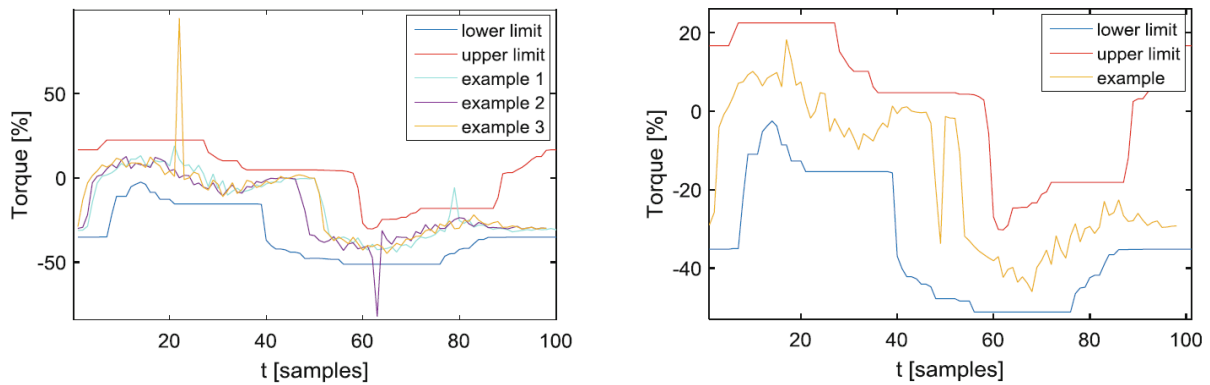 lower limit
upper limit
example 1
example 2
example 3
50
0
-50
Torque [%]
20
40
60
80
100
t [samples]
lower limit
upper limit
example
20
0
-20
-40
Torque [%]
20
40
60
80
100
t [samples]